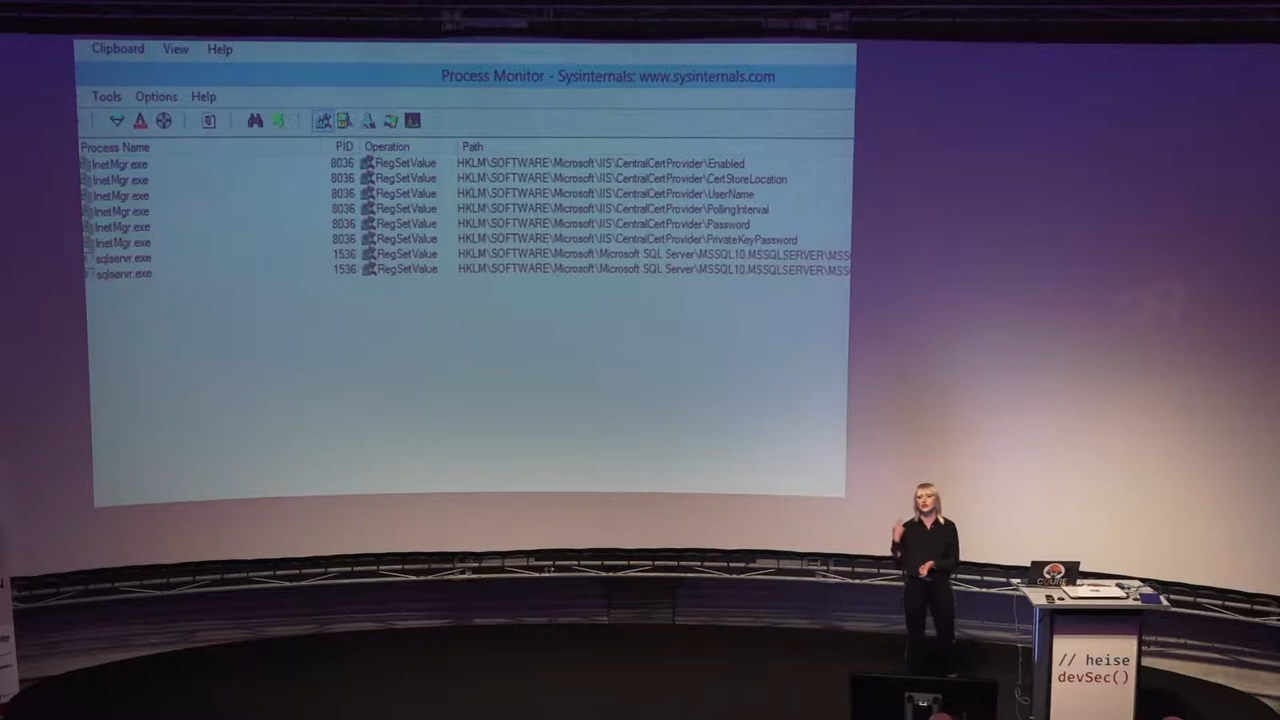 Clipboard View Help
Process Monitor - Sysinternals: www.sysinternals.com
Tools Options Help
Process Name PID Operation Path
InetMgr.exe 8036 RegSetValue HKLM\SOFTWARE\Microsoft\IIS\CentralCertProvider\Enabled
InetMgr.exe 8036 RegSetValue HKLM\SOFTWARE\Microsoft\IIS\CentralCertProvider\CertStoreLocation
InetMgr.exe 8036 RegSetValue HKLM\SOFTWARE\Microsoft\IIS\CentralCertProvider\UserName
InetMgr.exe 8036 RegSetValue HKLM\SOFTWARE\Microsoft\IIS\CentralCertProvider\PollingInterval
InetMgr.exe 8036 RegSetValue HKLM\SOFTWARE\Microsoft\IIS\CentralCertProvider\Password
InetMgr.exe 8036 RegSetValue HKLM\SOFTWARE\Microsoft\IIS\CentralCertProvider\PrivateKeyPassword
sqlservr.exe 1536 RegSetValue HKLM\SOFTWARE\Microsoft\Microsoft SQL Server\MSSQL10.MSSQLSERVER\MSS
sqlservr.exe 1536 RegSetValue HKLM\SOFTWARE\Microsoft\Microsoft SQL Server\MSSQL10.MSSQLSERVER\MSS
CQURE
// heise
devSec()